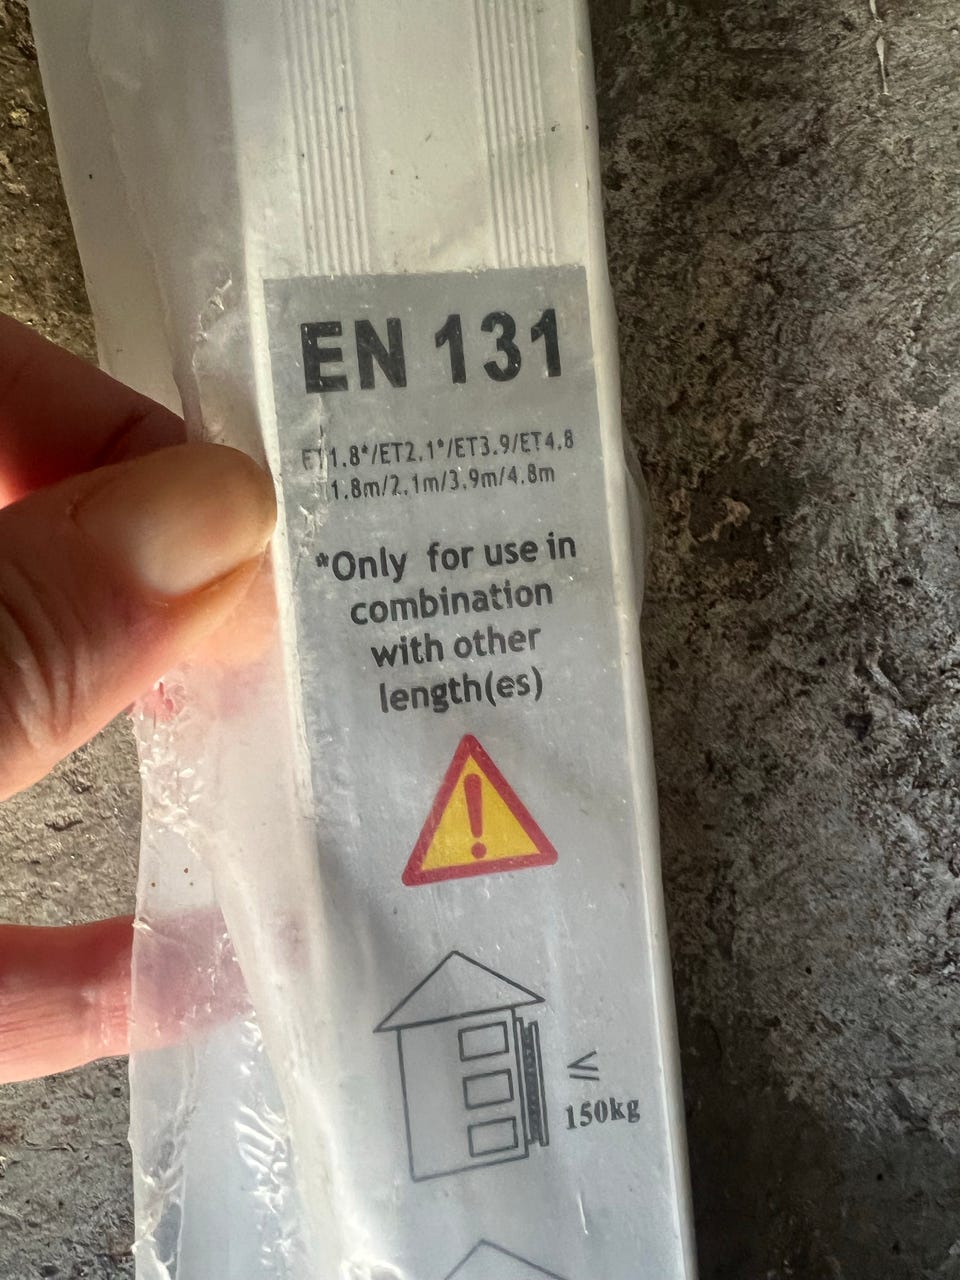 EN 131
ET1.8*/ET2.1*/ET3.9/ET4.8
1.8m/2.1m/3.9m/4.8m
*Only for use in
combination
with other
length(es)
≤
150kg